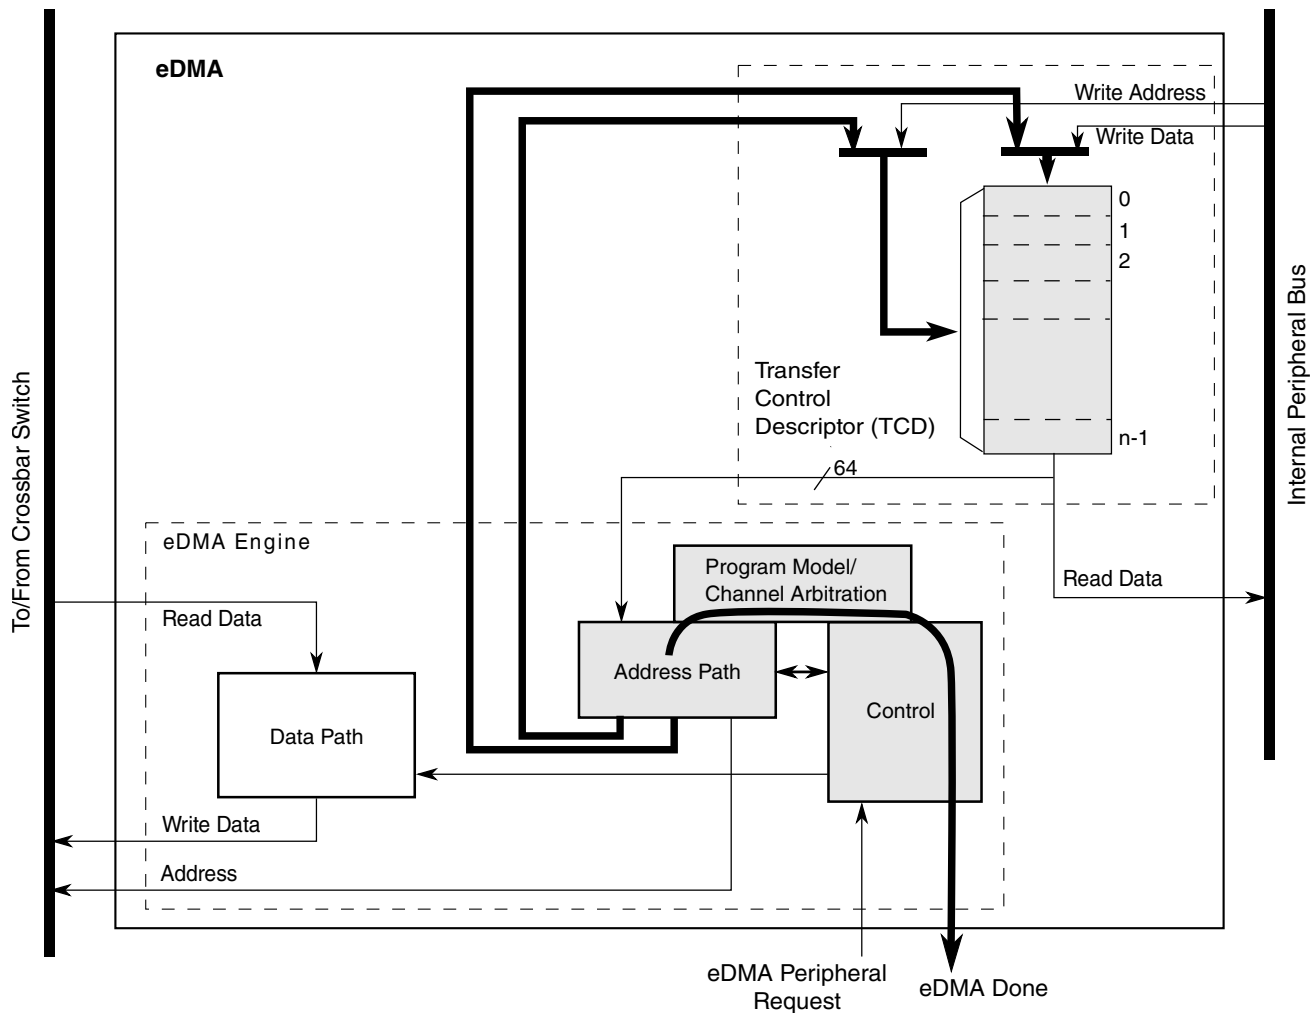 eDMA
Write Address
Write Data
0
1
2
n-1
Transfer
Control
Descriptor (TCD)
64
Read Data
Internal Peripheral Bus
To/From Crossbar Switch
eDMA Engine
Program Model/
Channel Arbitration
Read Data
Address Path
Control
Data Path
Write Data
Address
eDMA Peripheral
Request
eDMA Done